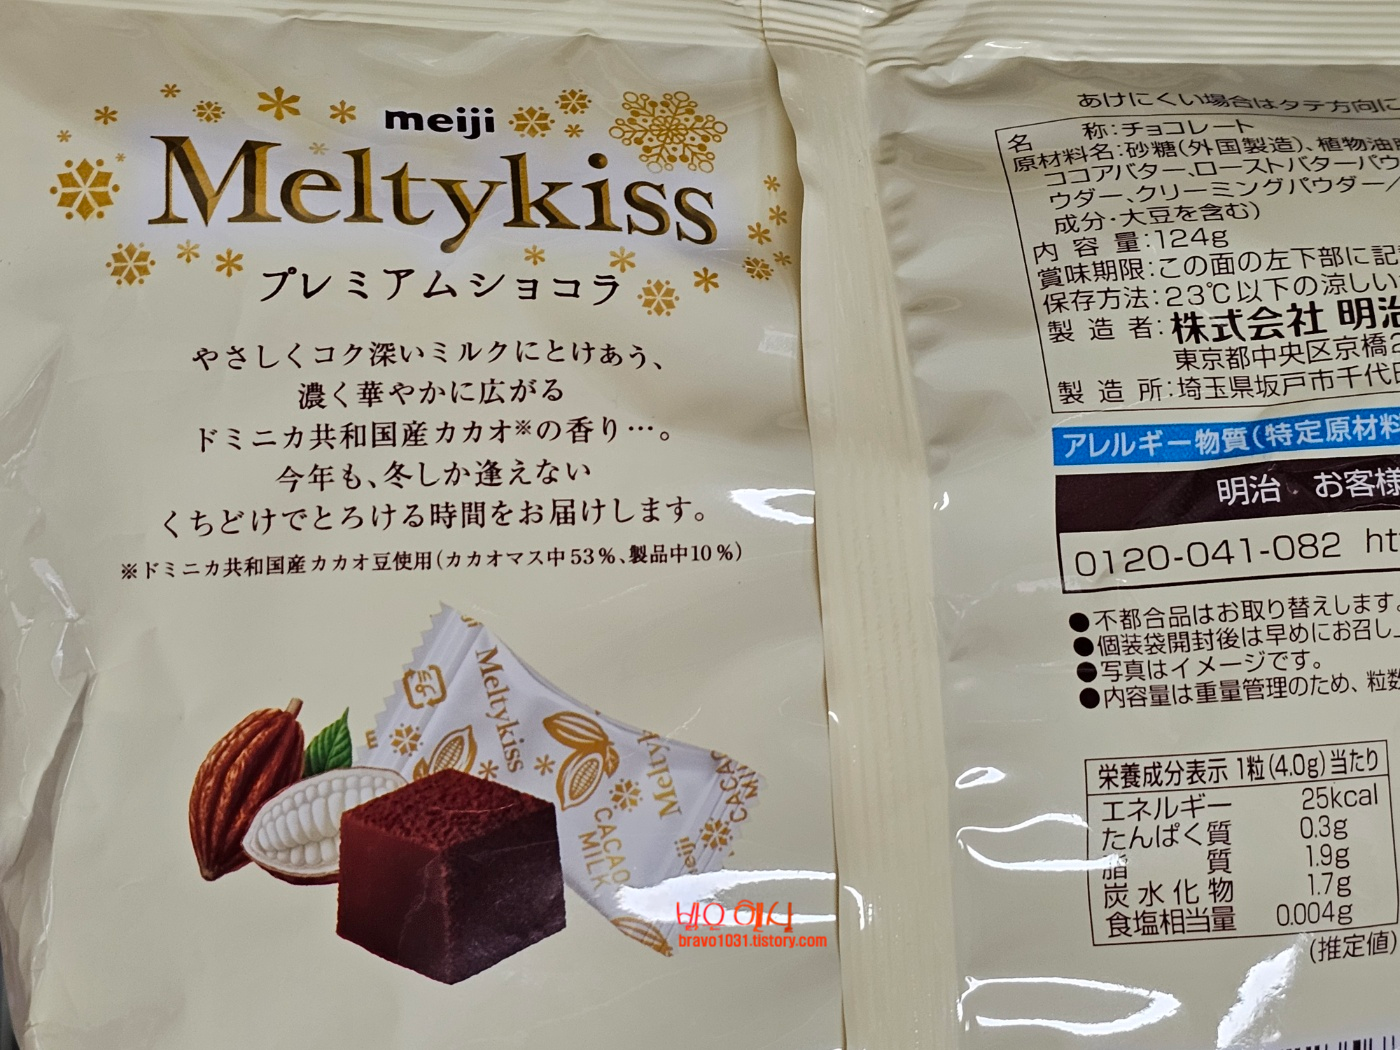 meiji
Meltykiss
プレミアムショコラ
やさしくコク深いミルクにとけあう、
濃く華やかに広がる
ドミニカ共和国産カカオ※の香り…。
今年も、冬しか逢えない
くちどけでとろける時間をお届けします。
※ドミニカ共和国産カカオ豆使用(カカオマス中53%、製品中10%)
Meltykiss
CACAO
MILK
meiji
bravo1031.tistory.com
あけにくい場合はタテ方向に
名称:チョコレート
原材料名:砂糖(外国製造)、植物油
ココアバター、ローストバターパウ
ウダー、クリーミングパウダー/
成分・大豆を含む)
内容量:124g
賞味期限:この面の左下部に記
保存方法:23℃以下の涼しい
製造者:株式会社 明治
東京都中央区京橋2
製造所:埼玉県坂戸市千代田
アレルギー物質(特定原材料
明治 お客様
0120-041-082 ht
●不都合品はお取り替えします。
●個装袋開封後は早めにお召し
●写真はイメージです。
●内容量は重量管理のため、粒数
栄養成分表示 1粒(4.0g)当たり
エネルギー 25kcal
たんぱく質 0.3g
脂質 1.9g
炭水化物 1.7g
食塩相当量 0.004g
(推定値)